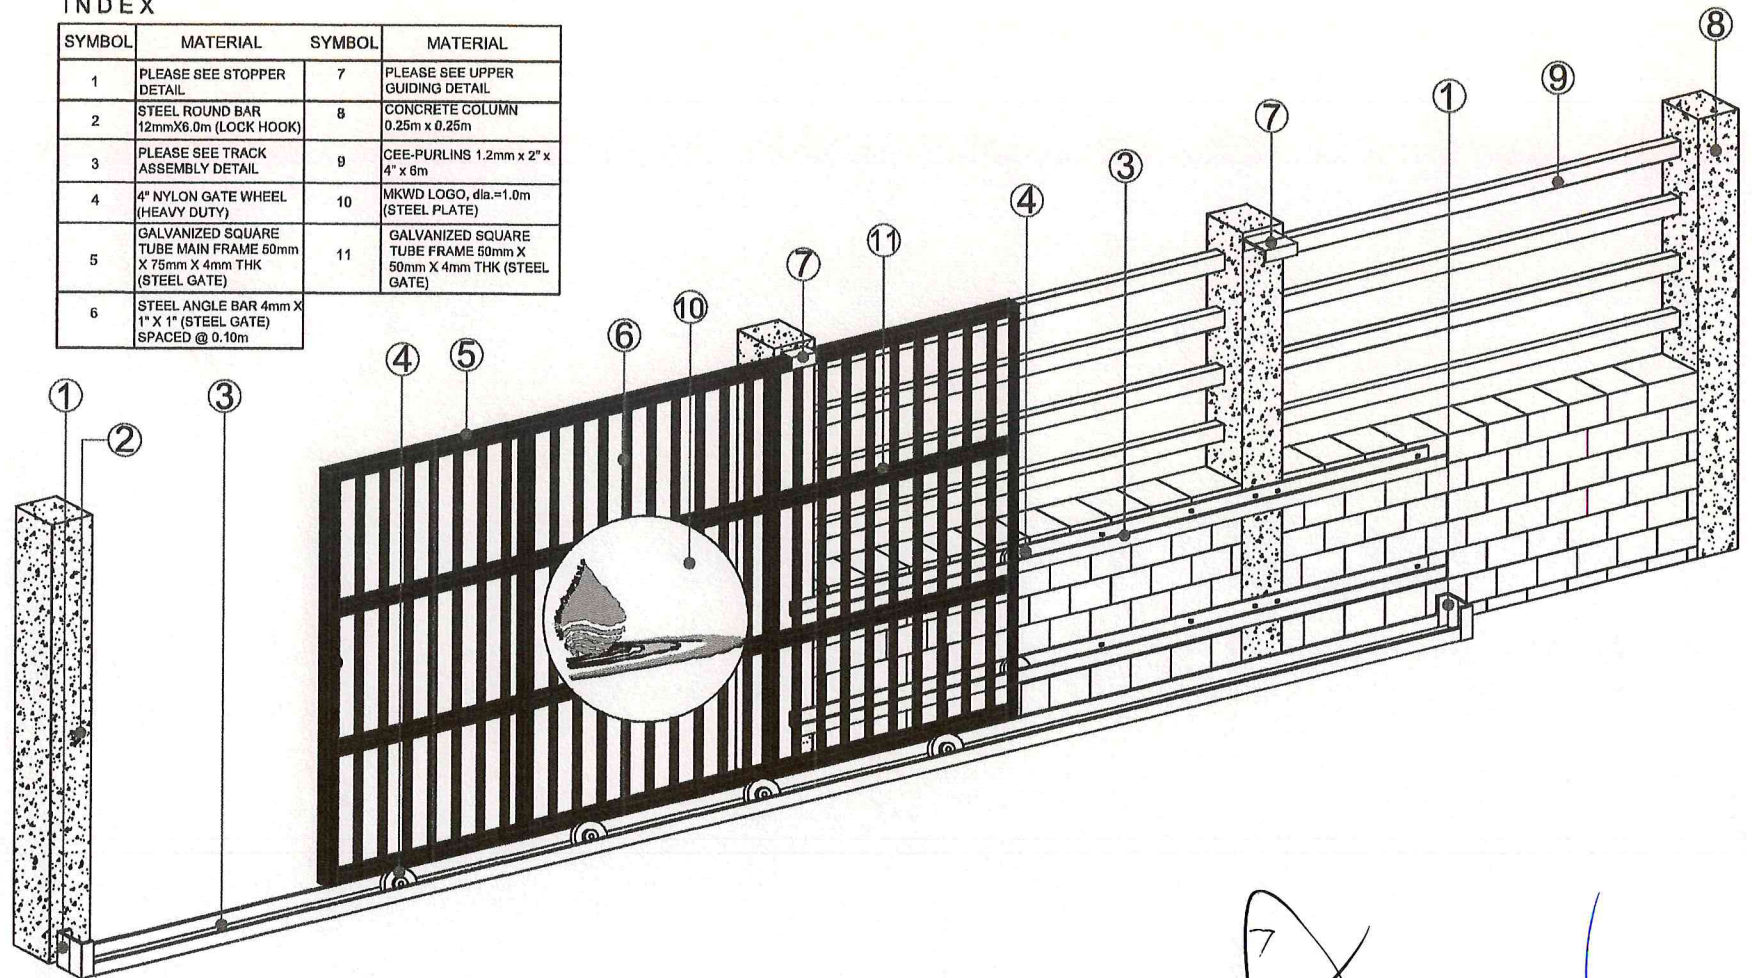 INDEX
SYMBOL MATERIAL SYMBOL MATERIAL
1 PLEASE SEE STOPPER DETAIL 7 PLEASE SEE UPPER GUIDING DETAIL
2 STEEL ROUND BAR 12mmX6.0m (LOCK HOOK) 8 CONCRETE COLUMN 0.25m x 0.25m
3 PLEASE SEE TRACK ASSEMBLY DETAIL 9 CEE-PURLINS 1.2mm x 2" x 4" x 6m
4 4" NYLON GATE WHEEL (HEAVY DUTY) 10 MKWD LOGO, dia.=1.0m (STEEL PLATE)
5 GALVANIZED SQUARE TUBE MAIN FRAME 50mm X 75mm X 4mm THK (STEEL GATE) 11 GALVANIZED SQUARE TUBE FRAME 50mm X 50mm X 4mm THK (STEEL GATE)
6 STEEL ANGLE BAR 4mm X 1" X 1" (STEEL GATE) SPACED @ 0.10m
8
9
1
7
3
4
11
7
10
6
5
4
3
1
2